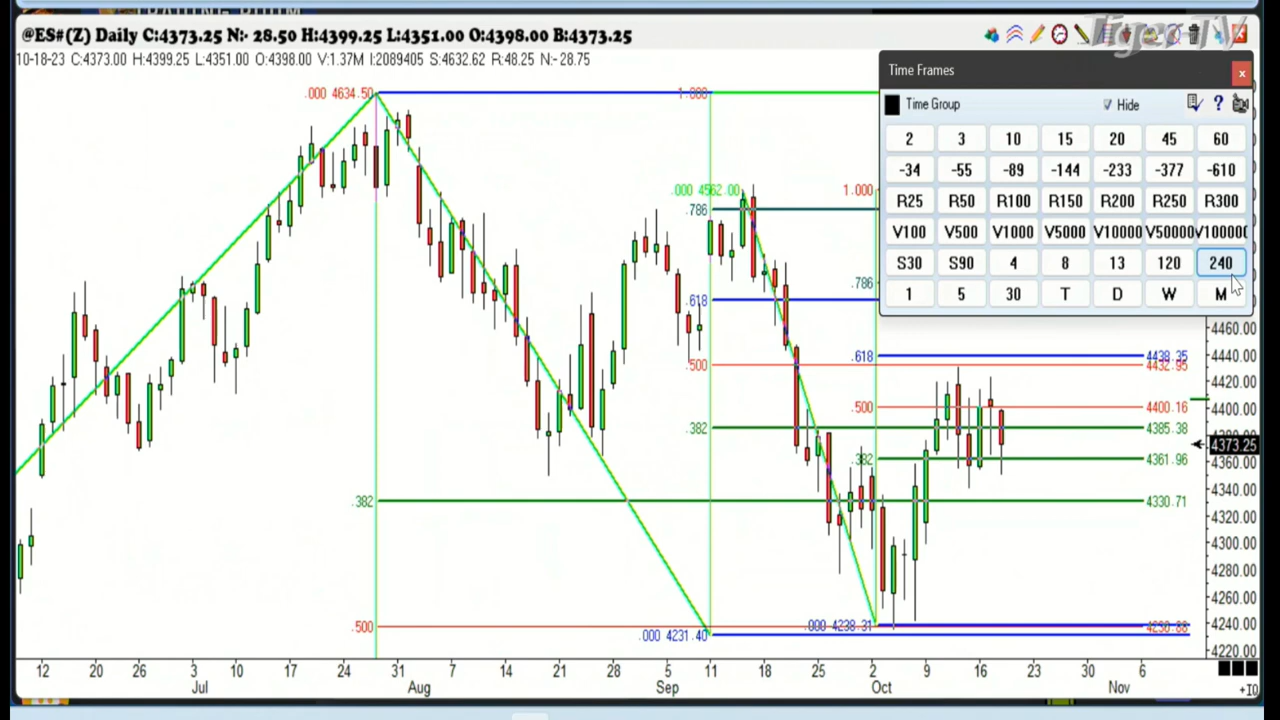 @ES#(Z) Daily C:4373.25 N:- 28.50 H:4399.25 L:4351.00 O:4398.00 B:4373.25
Tiger TV
10-18-23 C:4373.00 H:4399.25 L:4351.00 O:4398.00 V:1.37M I:2089405 S:4632.62 R:48.25 N:-28.75
Time Frames
Time Group
Hide
2 3 10 15 20 45 60
-34 -55 -89 -144 -233 -377 -610
R25 R50 R100 R150 R200 R250 R300
V100 V500 V1000 V5000 V10000 V50000
S30 S90 4 8 13 120 240
1 5 30 T D W M
.000 4634.50
1.000
.000 4562.00
1.000
.786
.786
.618
.618
.500
.500
.382
.382
.382
.500
.000 4231.40
.000 4238.31
4438.35
4432.95
4400.16
4385.38
4361.96
4330.71
4460.00
4440.00
4420.00
4400.00
4373.25
4360.00
4340.00
4320.00
4300.00
4280.00
4260.00
4240.00
4220.00
12 20 26 3 10 17 24 31 7 14 21 28 5 11 18 25 2 9 16 23 30 6
Jul Aug Sep Oct Nov
+10